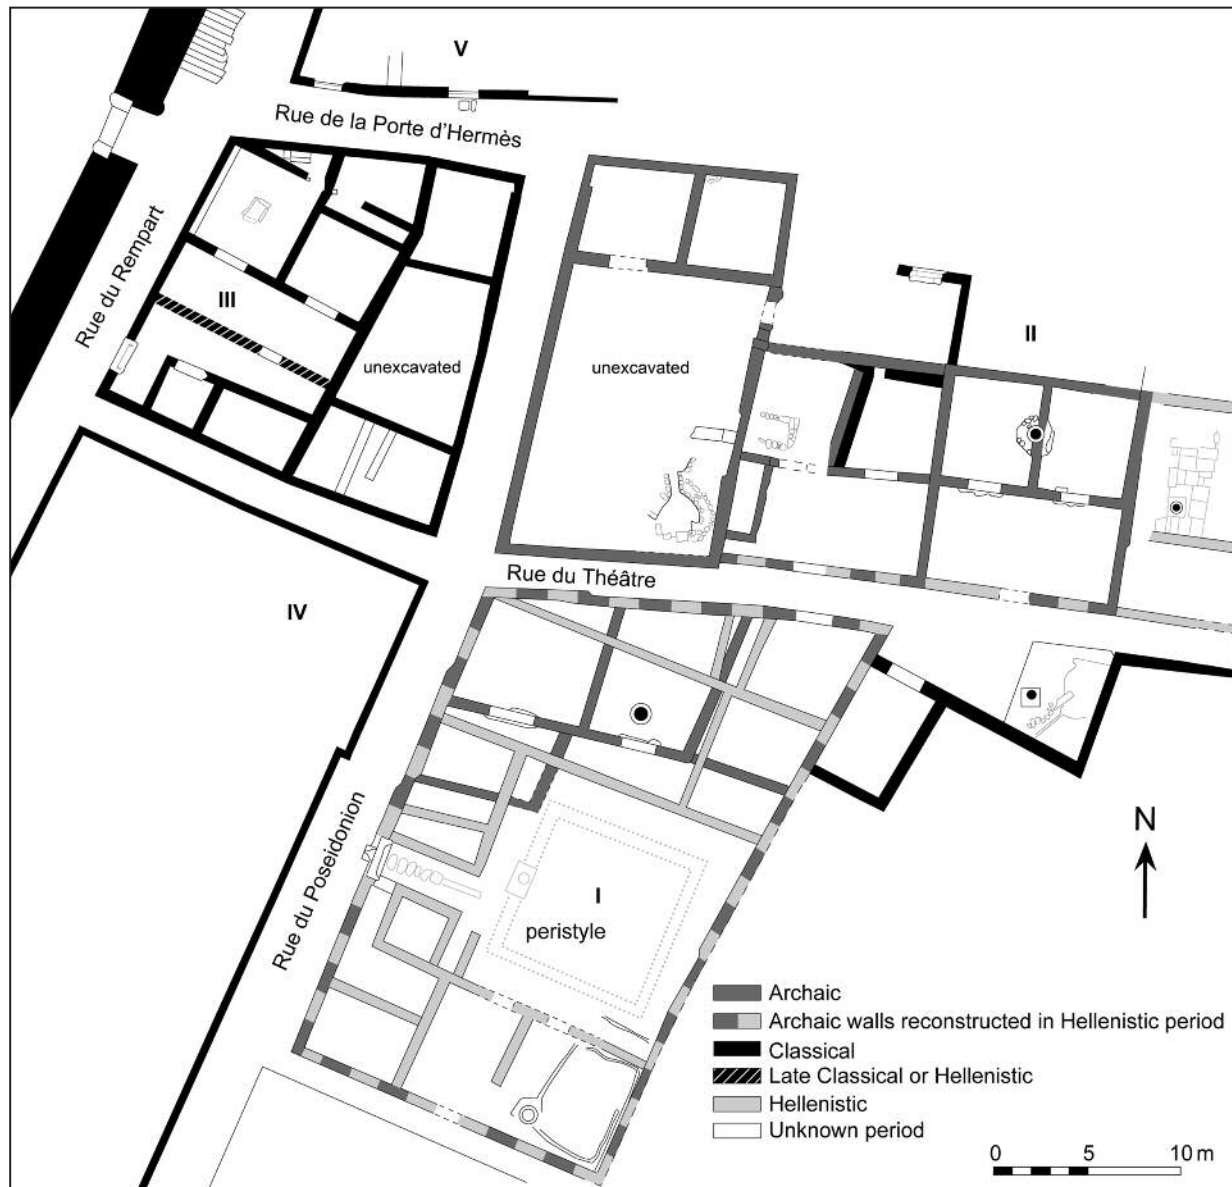 V
Rue de la Porte d'Hermès
Rue du Rempart
III
unexcavated
unexcavated
II
Rue du Théâtre
IV
Rue du Poseidonion
I
peristyle
N
Archaic
Archaic walls reconstructed in Hellenistic period
Classical
Late Classical or Hellenistic
Hellenistic
Unknown period
0 5 10 m